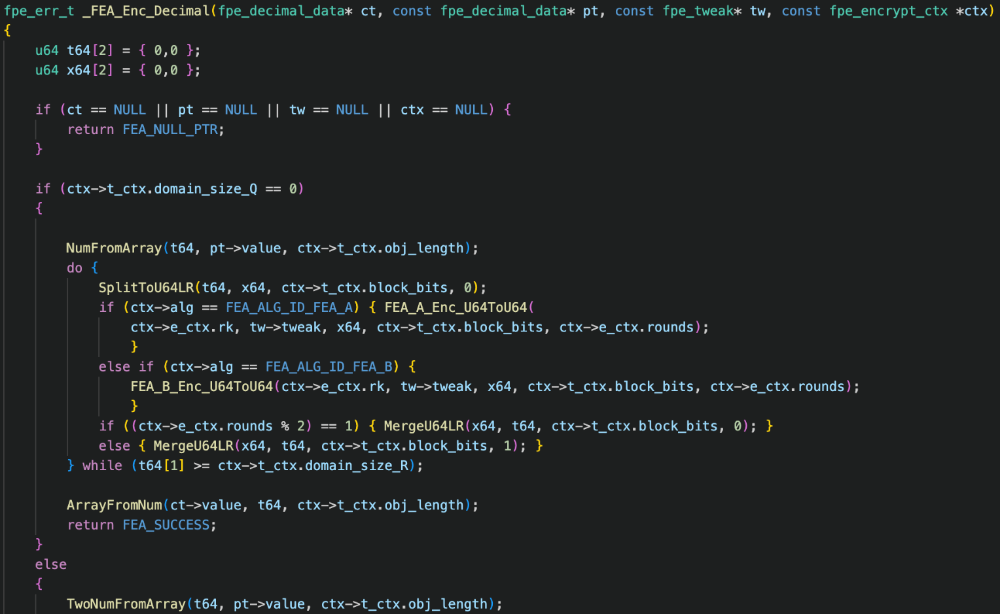 fpe_err_t _FEA_Enc_Decimal(fpe_decimal_data* ct, const fpe_decimal_data* pt, const fpe_tweak* tw, const fpe_encrypt_ctx *ctx)
{
u64 t64[2] = { 0,0 };
u64 x64[2] = { 0,0 };
if (ct == NULL || pt == NULL || tw == NULL || ctx == NULL) {
return FEA_NULL_PTR;
}
if (ctx->t_ctx.domain_size_Q == 0)
{
NumFromArray(t64, pt->value, ctx->t_ctx.obj_length);
do {
SplitToU64LR(t64, x64, ctx->t_ctx.block_bits, 0);
if (ctx->alg == FEA_ALG_ID_FEA_A) { FEA_A_Enc_U64ToU64(
ctx->e_ctx.rk, tw->tweak, x64, ctx->t_ctx.block_bits, ctx->e_ctx.rounds);
}
else if (ctx->alg == FEA_ALG_ID_FEA_B) {
FEA_B_Enc_U64ToU64(ctx->e_ctx.rk, tw->tweak, x64, ctx->t_ctx.block_bits, ctx->e_ctx.rounds);
}
if ((ctx->e_ctx.rounds % 2) == 1) { MergeU64LR(x64, t64, ctx->t_ctx.block_bits, 0); }
else { MergeU64LR(x64, t64, ctx->t_ctx.block_bits, 1); }
} while (t64[1] >= ctx->t_ctx.domain_size_R);
ArrayFromNum(ct->value, t64, ctx->t_ctx.obj_length);
return FEA_SUCCESS;
}
else
{
TwoNumFromArray(t64, pt->value, ctx->t_ctx.obj_length);